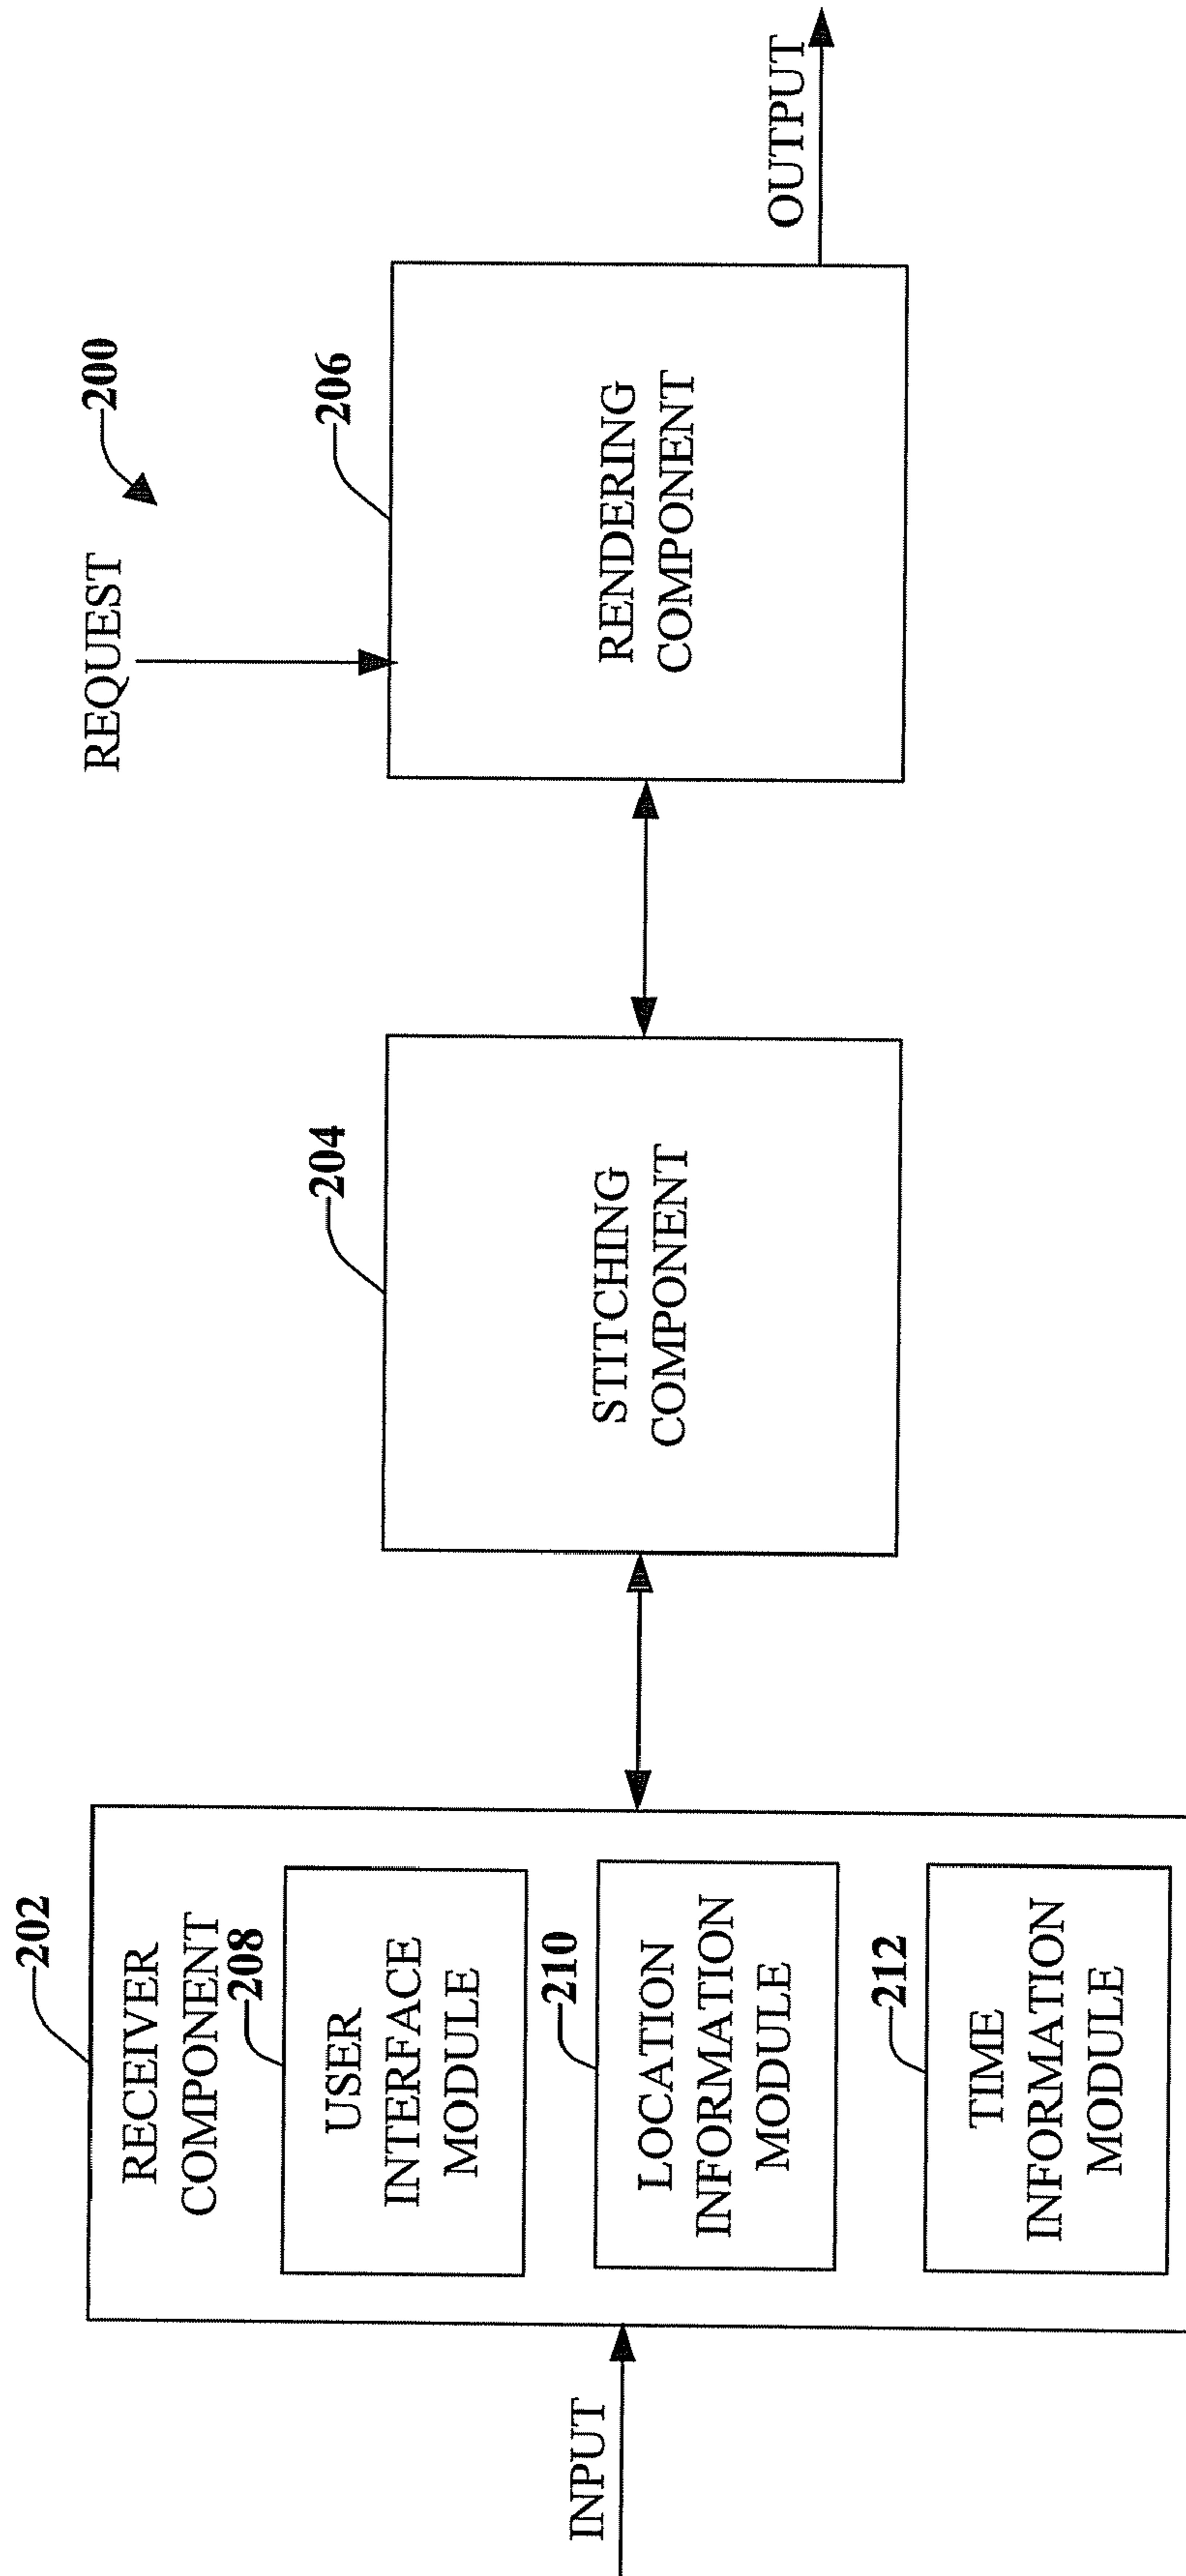 200
REQUEST
202
RECEIVER
COMPONENT
208
USER
INTERFACE
MODULE
210
LOCATION
INFORMATION
MODULE
212
TIME
INFORMATION
MODULE
INPUT
204
STITCHING
COMPONENT
206
RENDERING
COMPONENT
OUTPUT